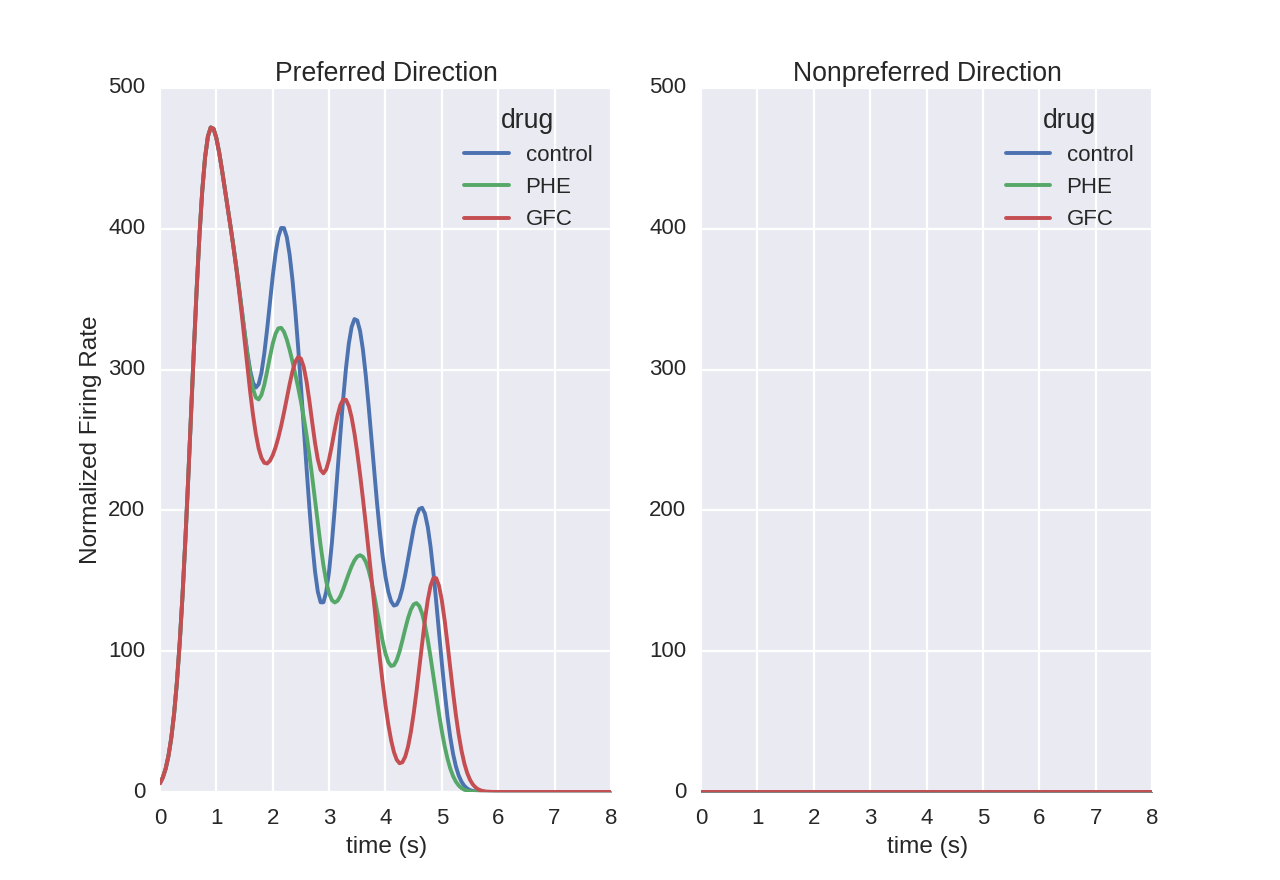 Preferred Direction
500
400
300
200
100
0
Normalized Firing Rate
drug
control
PHE
GFC
0 1 2 3 4 5 6 7 8
time (s)
Nonpreferred Direction
500
400
300
200
100
0
drug
control
PHE
GFC
0 1 2 3 4 5 6 7 8
time (s)